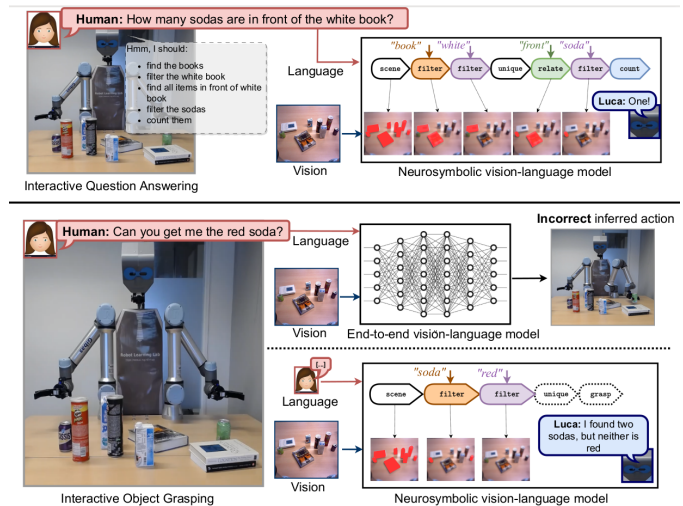 Human: How many sodas are in front of the white book?
Hmm, I should:
• find the books
• filter the white book
• find all items in front of white
book
• filter the sodas
• count them
Interactive Question Answering
Language
Vision
"book"
"white"
"front"
"soda"
scene
filter
filter
unique
relate
filter
count
Luca: One!
Neurosymbolic vision-language model
Human: Can you get me the red soda?
Robot Learning Lab
Interactive Object Grasping
Language
Vision
End-to-end vision-language model
Incorrect inferred action
[...]
Language
Vision
"soda"
"red"
scene
filter
filter
unique
grasp
Luca: I found two
sodas, but neither is
red
Neurosymbolic vision-language model